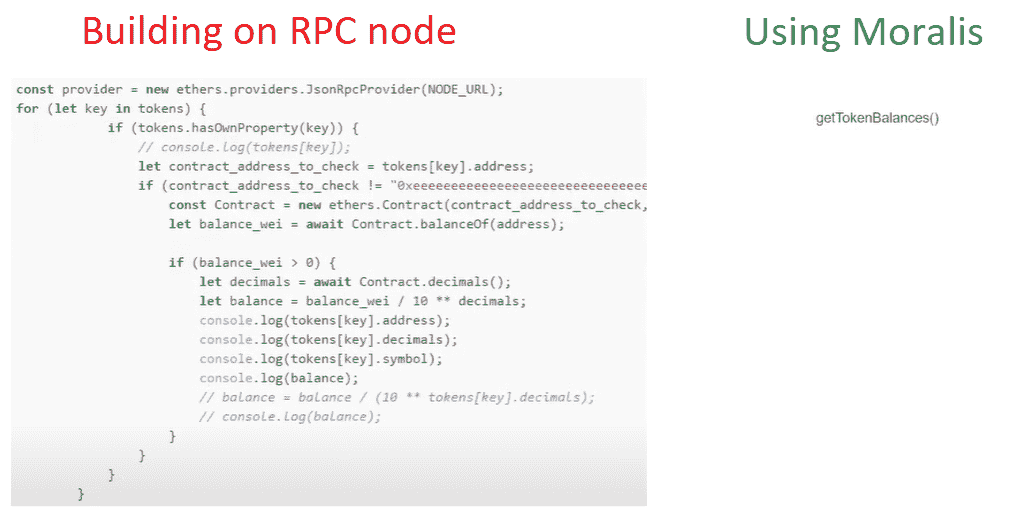 Building on RPC node
Using Moralis
const provider = new ethers.providers.JsonRpcProvider(NODE_URL);
for (let key in tokens) {
if (tokens.hasOwnProperty(key)) {
// console.log(tokens[key]);
let contract_address_to_check = tokens[key].address;
if (contract_address_to_check != "0xeeeeeeeeeeeeeeeeeeeeeeeeeeeeeeee
const Contract = new ethers.Contract(contract_address_to_check,
let balance_wei = await Contract.balanceOf(address);
if (balance_wei > 0) {
let decimals = await Contract.decimals();
let balance = balance_wei / 10 ** decimals;
console.log(tokens[key].address);
console.log(tokens[key].decimals);
console.log(tokens[key].symbol);
console.log(balance);
// balance = balance / (10 ** tokens[key].decimals);
// console.log(balance);
}
}
}
}
getTokenBalances()